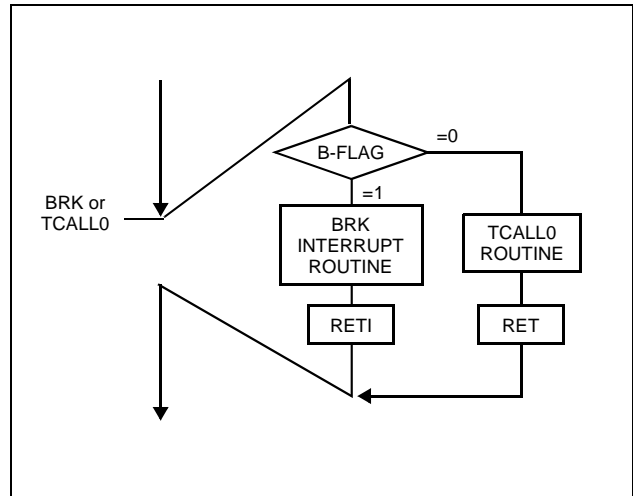 B-FLAG
=0
=1
BRK or
TCALL0
BRK
INTERRUPT
ROUTINE
TCALL0
ROUTINE
RETI
RET